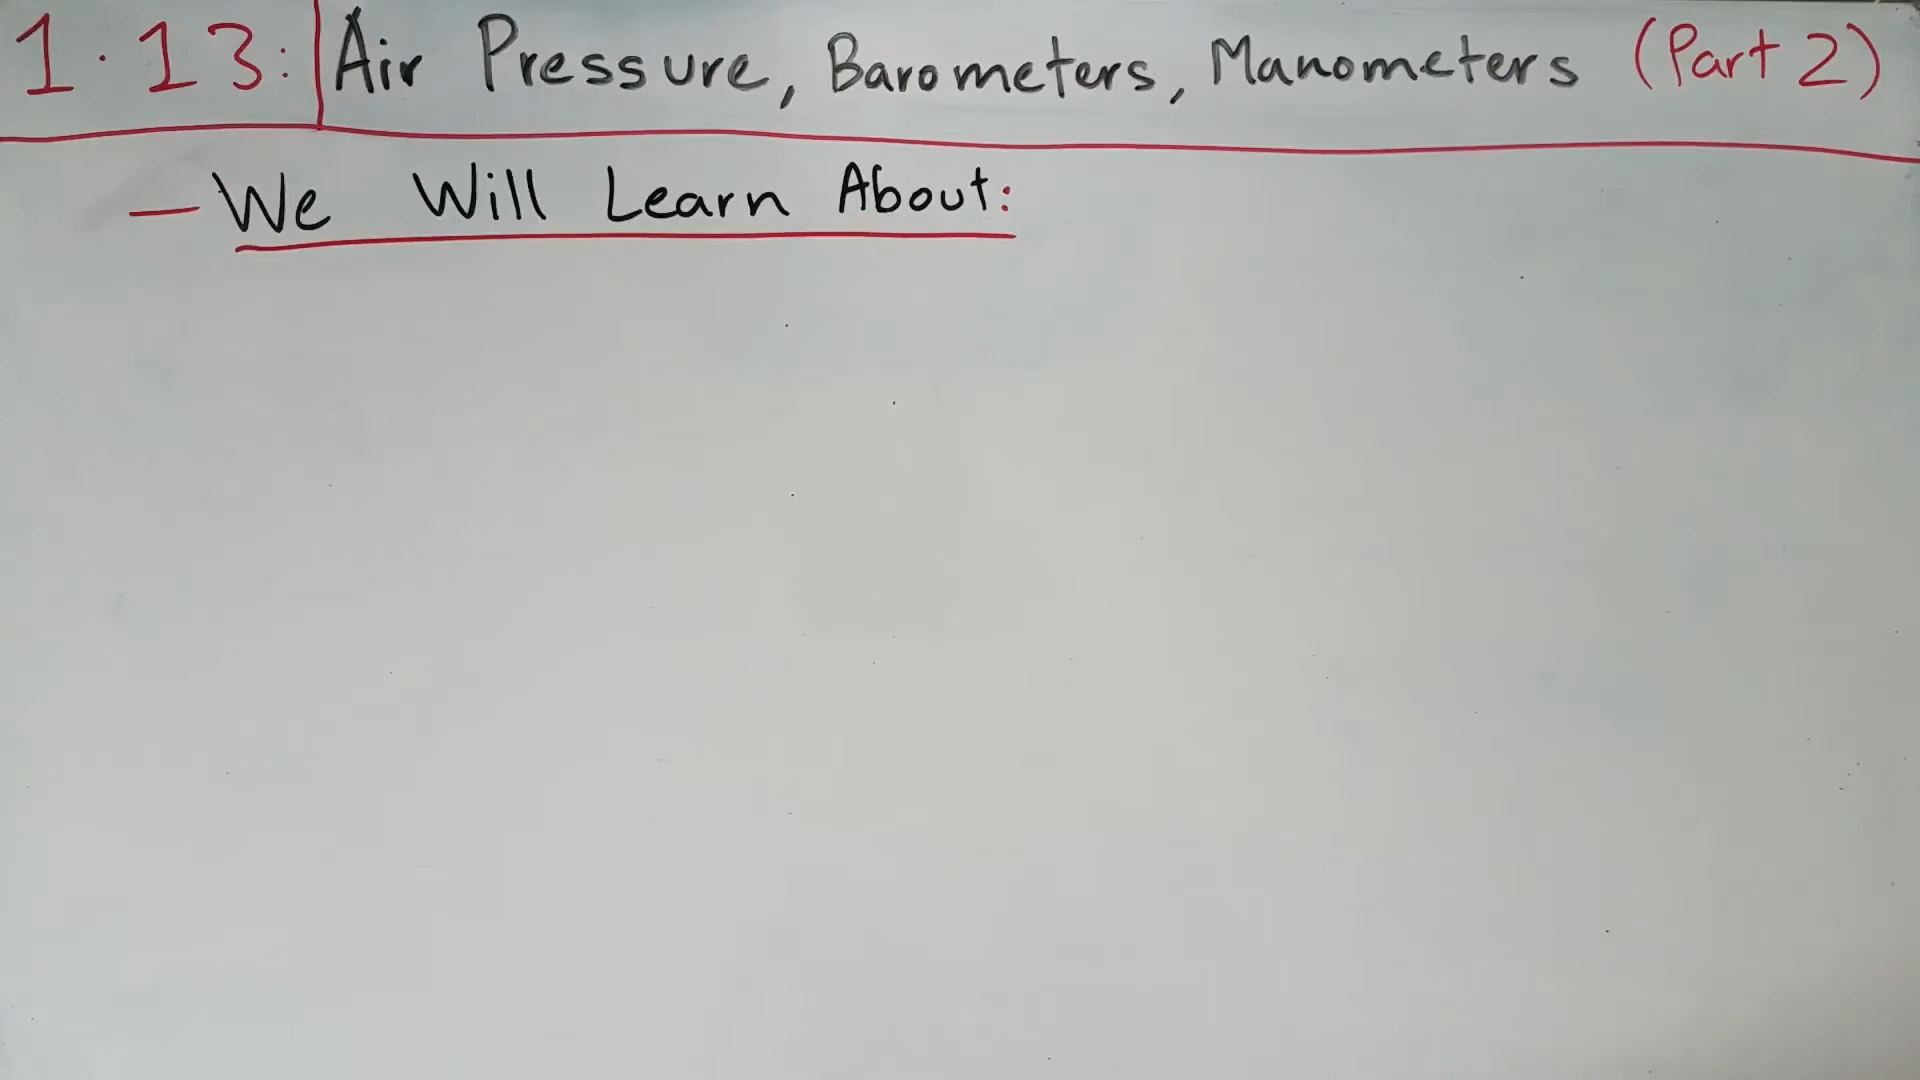 1.13: Air Pressure, Barometers, Manometers (Part 2)
- We Will Learn About: